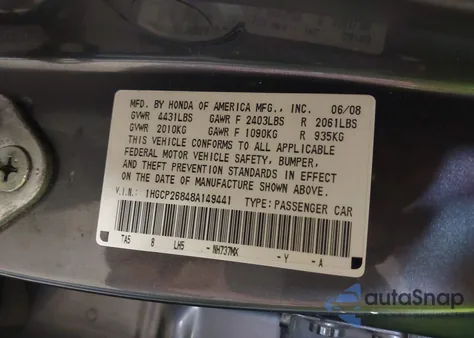 MFD. BY HONDA OF AMERICA MFG., INC. 06/08
GVWR 4431LBS GAWR F 2403LBS R 2061LBS
GVWR 2010KG GAWR F 1090KG R 935KG
THIS VEHICLE CONFORMS TO ALL APPLICABLE
FEDERAL MOTOR VEHICLE SAFETY, BUMPER,
AND THEFT PREVENTION STANDARDS IN EFFECT
ON THE DATE OF MANUFACTURE SHOWN ABOVE.
V.I.N.: 1HGCP26848A149441 TYPE: PASSENGER CAR
TA5 8 LH5 - NH737MX - Y - A
autoSnap